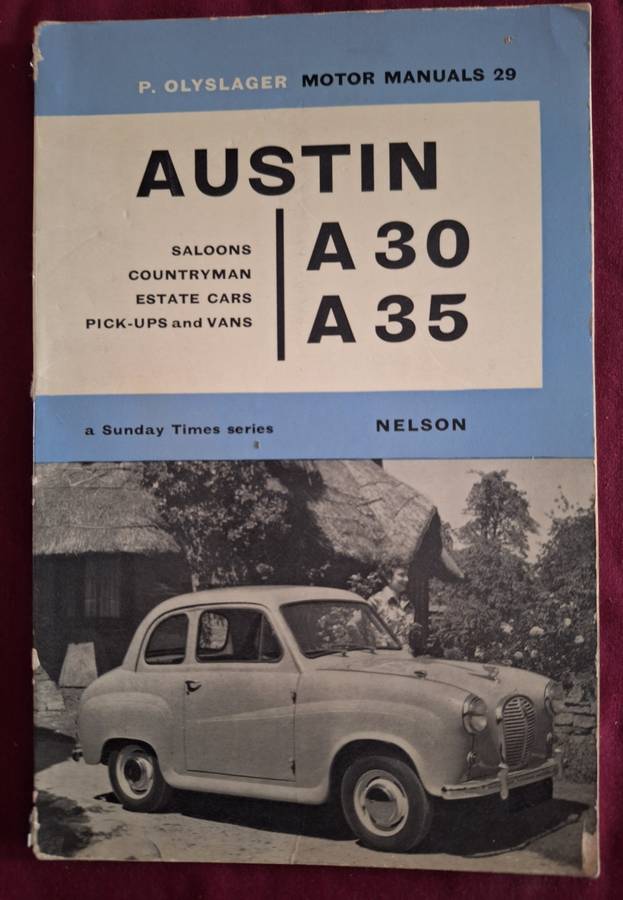 P. OLYSLAGER MOTOR MANUALS 29
AUSTIN
SALOONS
COUNTRYMAN
ESTATE CARS
PICK-UPS and VANS
A 30
A 35
a Sunday Times series
NELSON